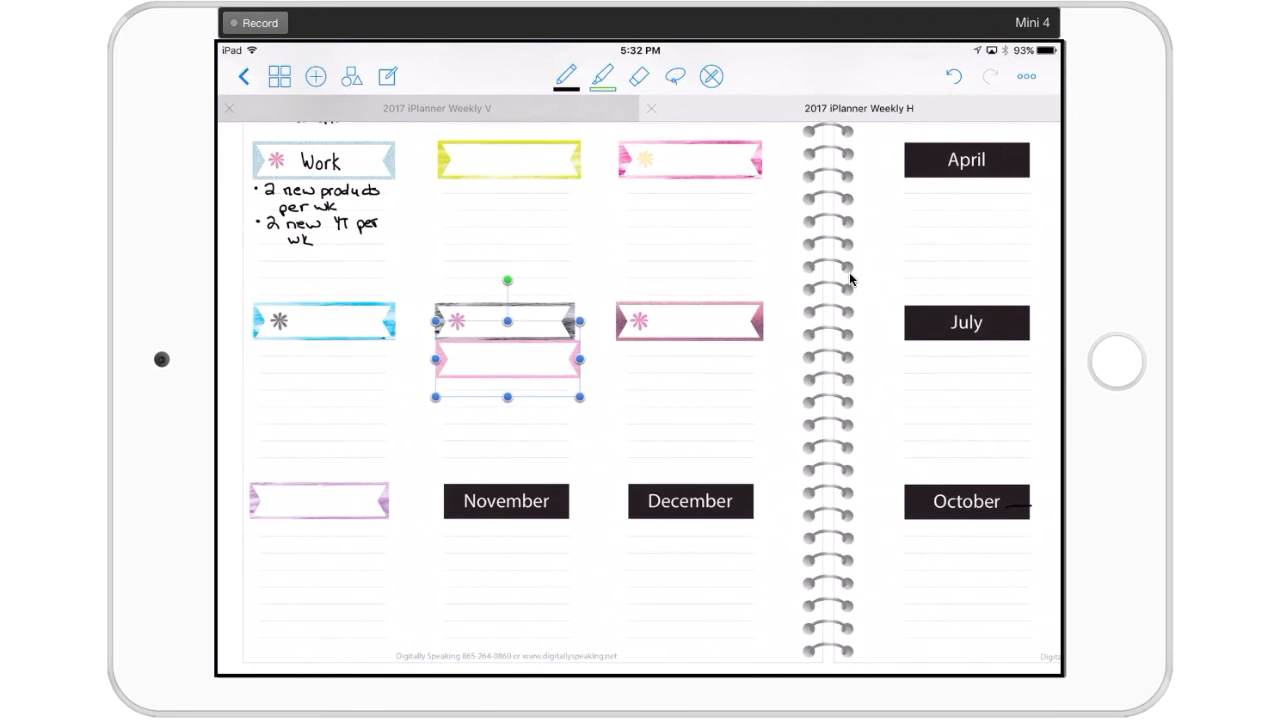 Record
Mini 4
iPad
5:32 PM
93%
2017 iPlanner Weekly V
2017 iPlanner Weekly H
Work
• 2 new products
per wk
• 2 new YT per
wk
April
July
November
December
October
Digitally Speaking 865-264-0860 or www.digitallyspeaking.net
Digita